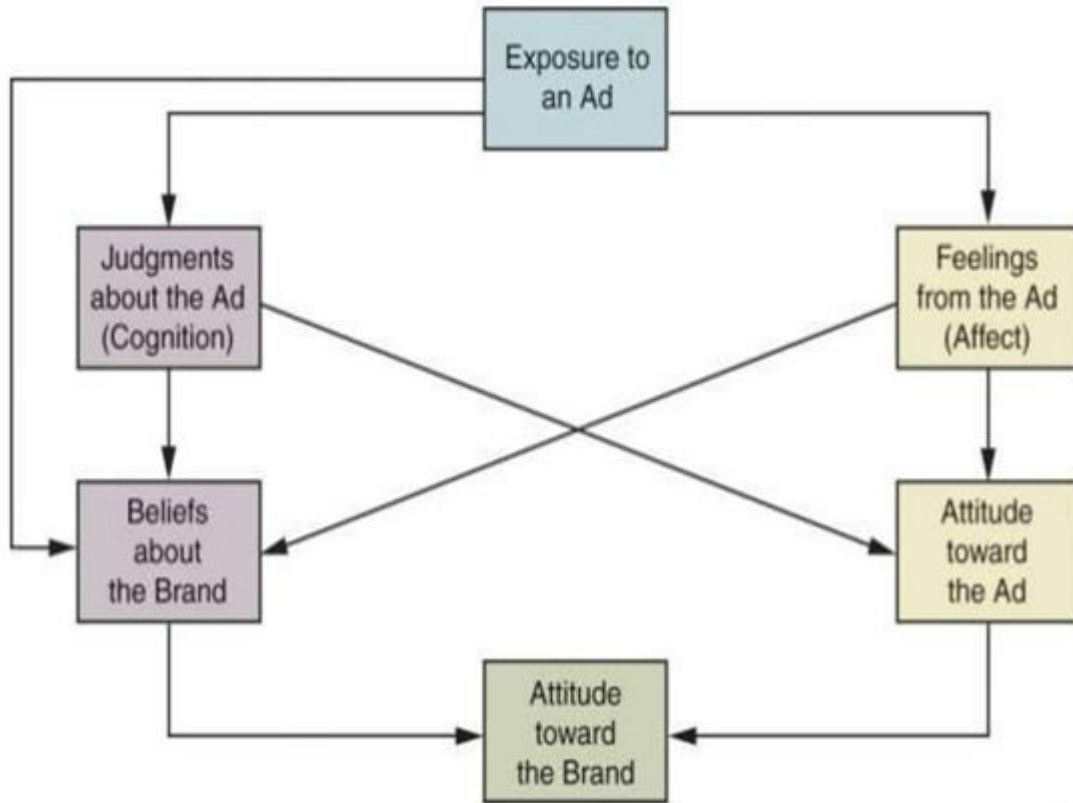 Exposure to
an Ad
Judgments
about the Ad
(Cognition)
Feelings
from the Ad
(Affect)
Beliefs
about
the Brand
Attitude
toward
the Ad
Attitude
toward
the Brand